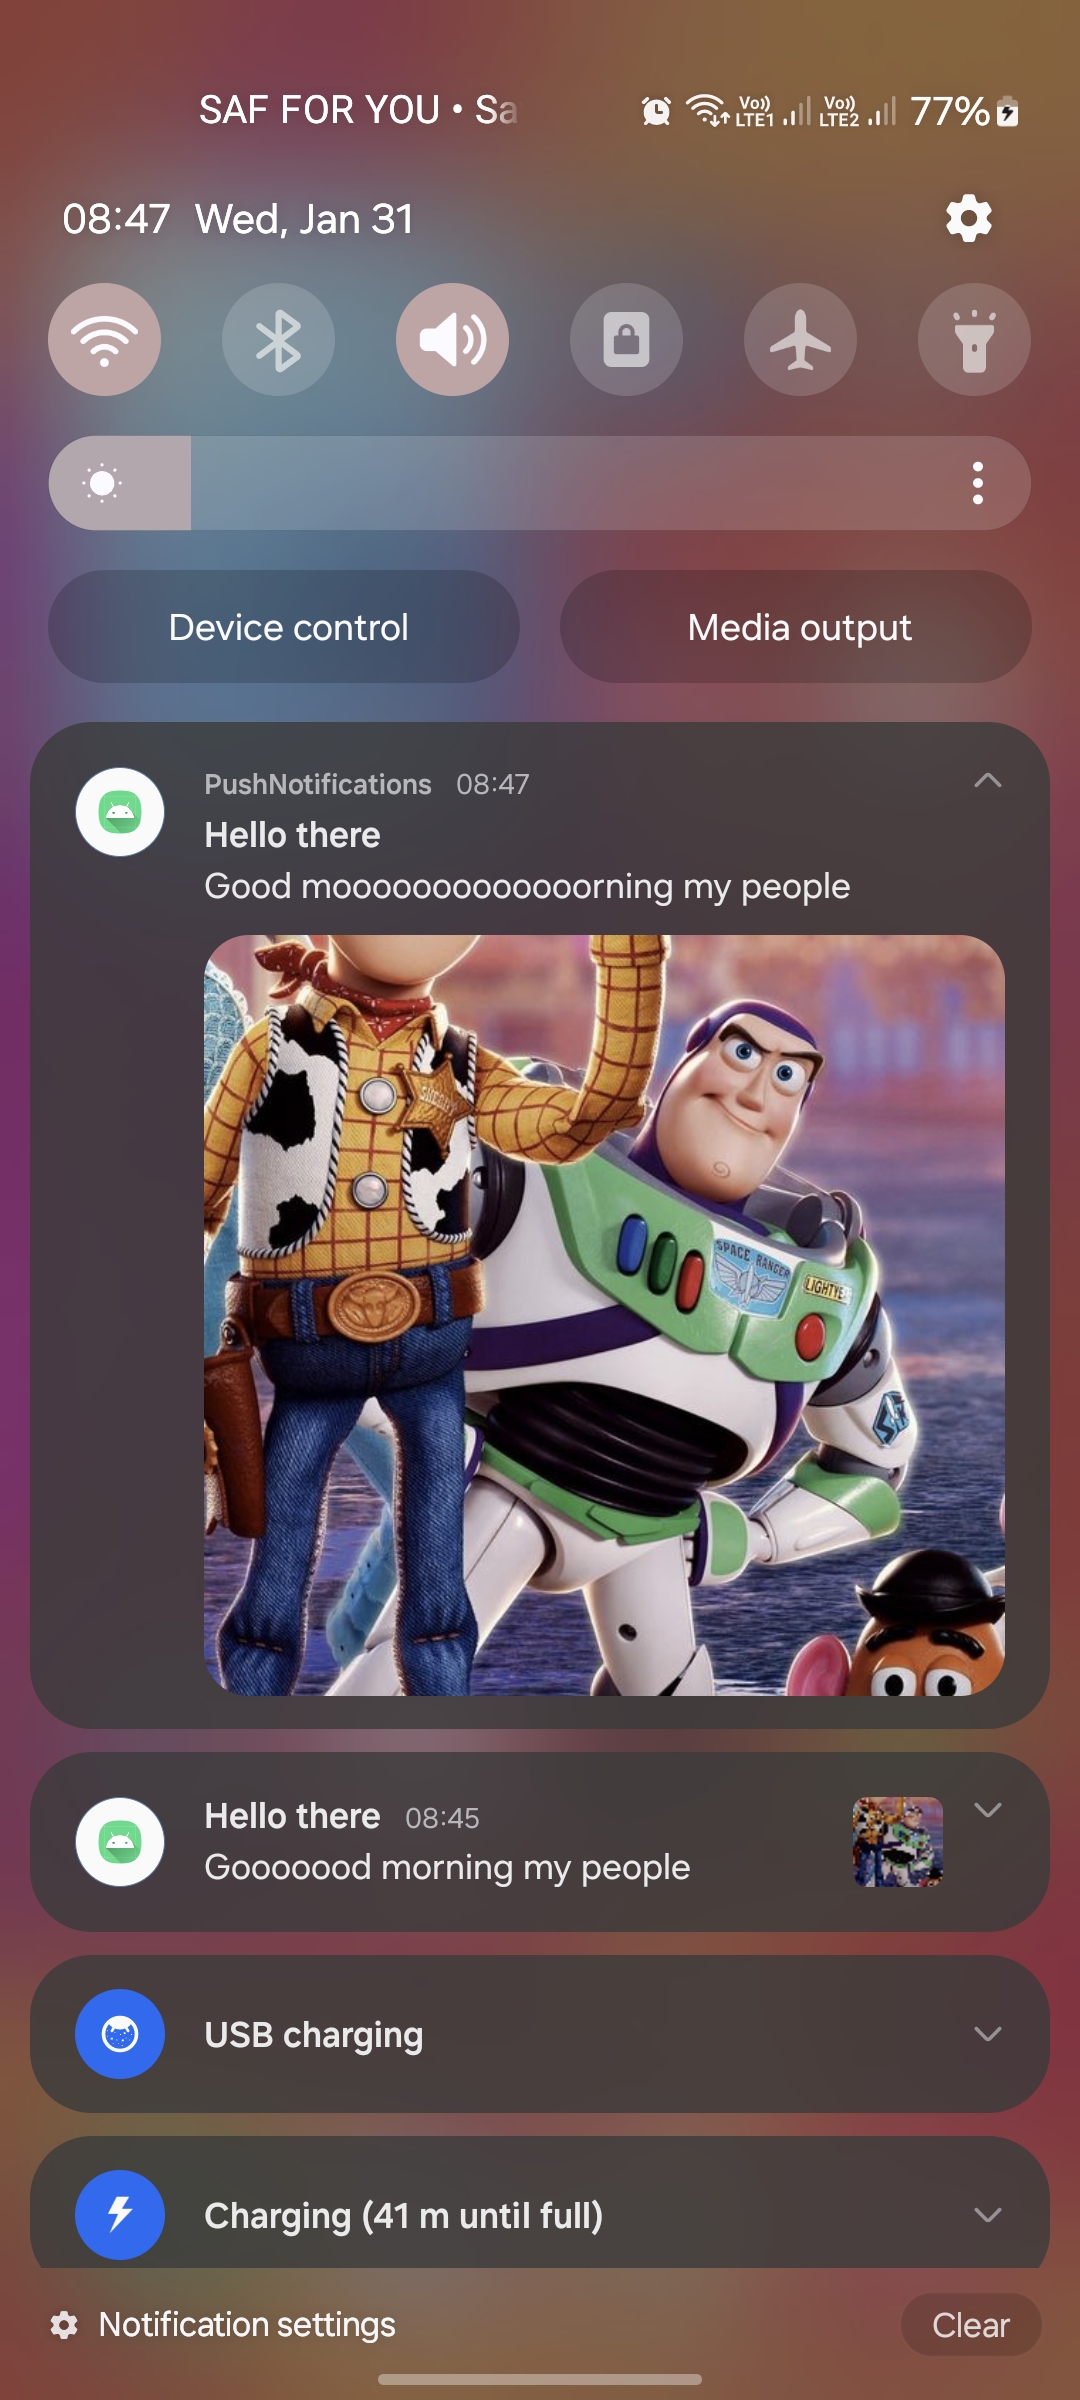 SAF FOR YOU • Sa
Vo)) LTE1 Vo)) LTE2 77%
08:47 Wed, Jan 31
Device control
Media output
PushNotifications 08:47
Hello there
Good mooooooooooooorning my people
SHERIFF
SPACE RANGER
LIGHTYE
Hello there 08:45
Gooooood morning my people
USB charging
Charging (41 m until full)
Notification settings
Clear